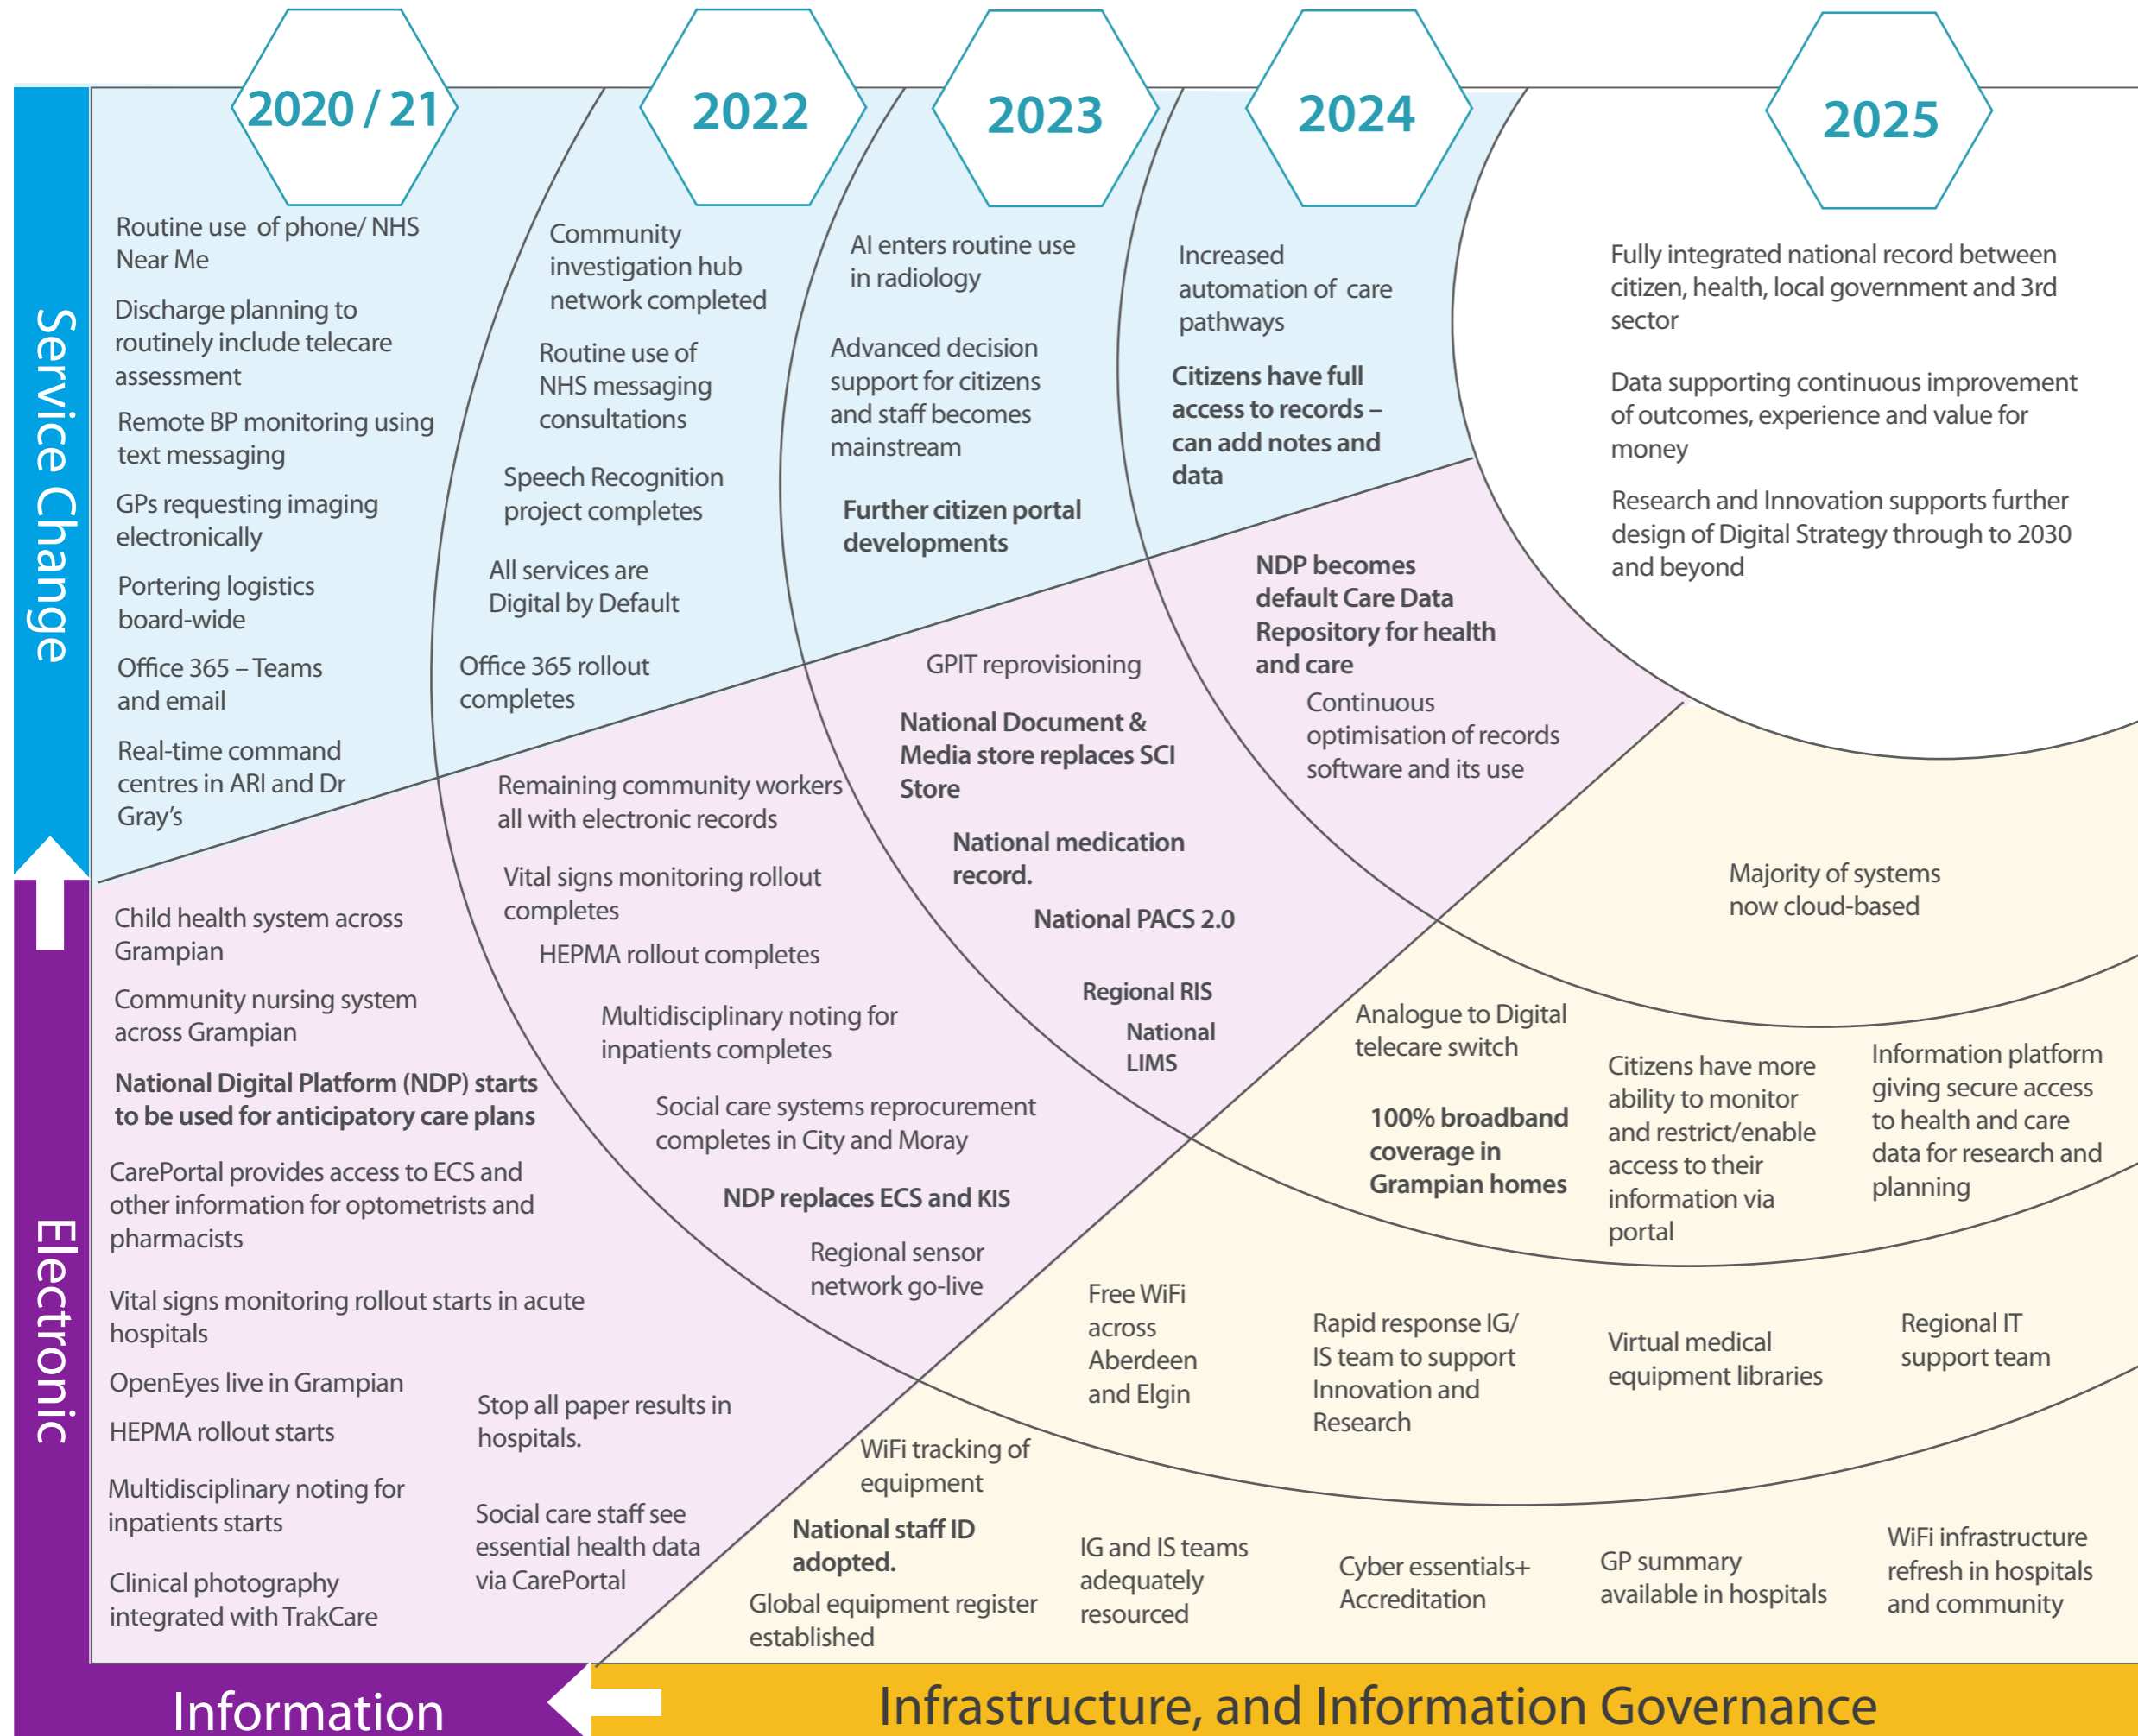 2020 / 21
2022
2023
2024
2025
Service Change
Routine use of phone/ NHS
Near Me
Discharge planning to
routinely include telecare
assessment
Remote BP monitoring using
text messaging
GPs requesting imaging
electronically
Portering logistics
board-wide
Office 365 – Teams
and email
Real-time command
centres in ARI and Dr
Gray's
Community
investigation hub
network completed
Routine use of
NHS messaging
consultations
Speech Recognition
project completes
All services are
Digital by Default
Office 365 rollout
completes
AI enters routine use
in radiology
Advanced decision
support for citizens
and staff becomes
mainstream
Further citizen portal
developments
Increased
automation of care
pathways
Citizens have full
access to records –
can add notes and
data
Fully integrated national record between
citizen, health, local government and 3rd
sector
Data supporting continuous improvement
of outcomes, experience and value for
money
Research and Innovation supports further
design of Digital Strategy through to 2030
and beyond
Electronic
Child health system across
Grampian
Community nursing system
across Grampian
National Digital Platform (NDP) starts
to be used for anticipatory care plans
CarePortal provides access to ECS and
other information for optometrists and
pharmacists
Vital signs monitoring rollout starts in acute
hospitals
OpenEyes live in Grampian
HEPMA rollout starts
Multidisciplinary noting for
inpatients starts
Clinical photography
integrated with TrakCare
Stop all paper results in
hospitals.
Social care staff see
essential health data
via CarePortal
Remaining community workers
all with electronic records
Vital signs monitoring rollout
completes
HEPMA rollout completes
Multidisciplinary noting for
inpatients completes
Social care systems reprocurement
completes in City and Moray
NDP replaces ECS and KIS
Regional sensor
network go-live
GPIT reprovisioning
National Document &
Media store replaces SCI
Store
National medication
record.
National PACS 2.0
Regional RIS
National
LIMS
NDP becomes
default Care Data
Repository for health
and care
Continuous
optimisation of records
software and its use
Majority of systems
now cloud-based
Analogue to Digital
telecare switch
100% broadband
coverage in
Grampian homes
Citizens have more
ability to monitor
and restrict/enable
access to their
information via
portal
Information platform
giving secure access
to health and care
data for research and
planning
Free WiFi
across
Aberdeen
and Elgin
Rapid response IG/
IS team to support
Innovation and
Research
Virtual medical
equipment libraries
Regional IT
support team
WiFi tracking of
equipment
National staff ID
adopted.
Global equipment register
established
IG and IS teams
adequately
resourced
Cyber essentials+
Accreditation
GP summary
available in hospitals
WiFi infrastructure
refresh in hospitals
and community
Information
Infrastructure, and Information Governance